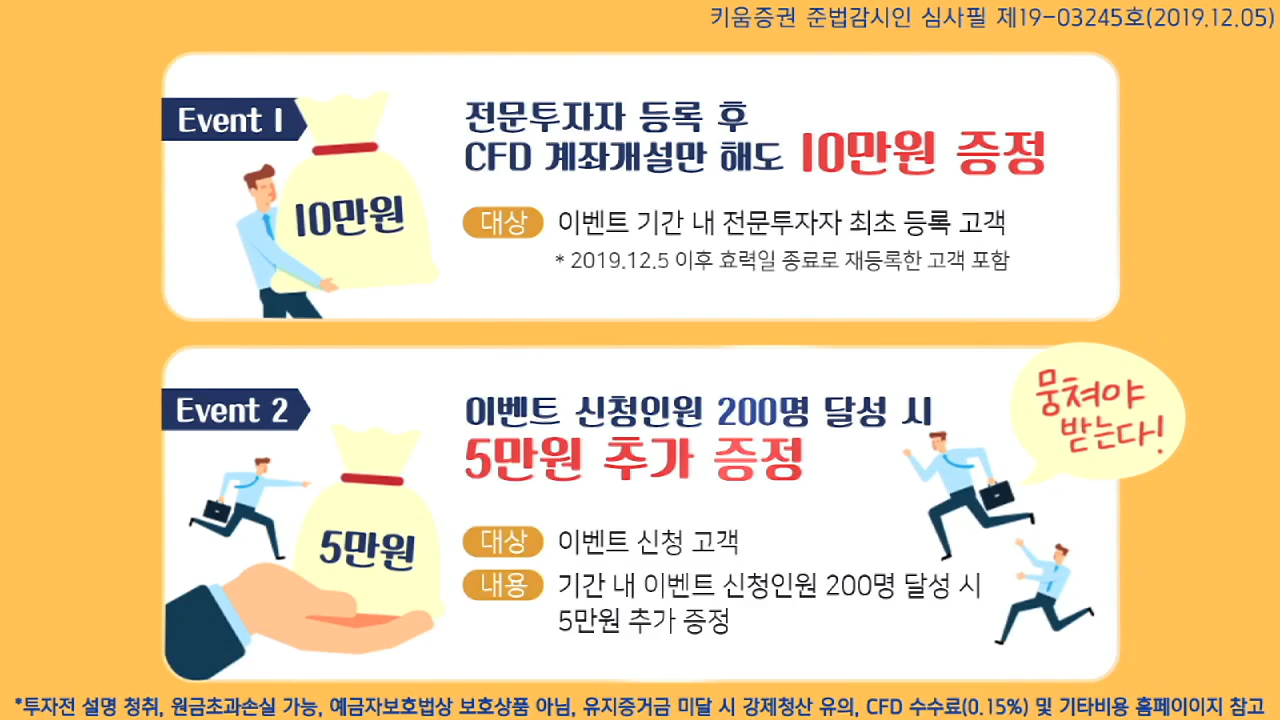 키움증권 준법감시인 심사필 제19-03245호(2019.12.05)
Event 1
10만원
전문투자자 등록 후
CFD 계좌개설만 해도 10만원 증정
대상 이벤트 기간 내 전문투자자 최초 등록 고객
* 2019.12.5 이후 효력일 종료로 재등록한 고객 포함
Event 2
5만원
이벤트 신청인원 200명 달성 시
5만원 추가 증정
뭉쳐야
받는다!
대상 이벤트 신청 고객
내용 기간 내 이벤트 신청인원 200명 달성 시
5만원 추가 증정
*투자전 설명 청취, 원금초과손실 가능, 예금자보호법상 보호상품 아님, 유지증거금 미달 시 강제청산 유의, CFD 수수료(0.15%) 및 기타비용 홈페이이지 참고